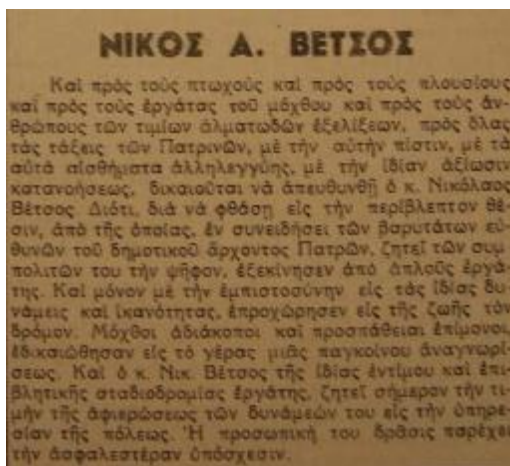 ΝΙΚΟΣ Α. ΒΕΤΣΟΣ
Καὶ πρὸς τοὺς πτωχοὺς καὶ πρὸς τοὺς πλουσίους
καὶ πρὸς τοὺς ἐργάτας τοῦ μόχθου καὶ πρὸς τοὺς ἀν-
θρώπους τῶν τιμίων ἁλματωδῶν ἐξελίξεων, πρὸς ὅλας
τὰς τάξεις τῶν Πατρινῶν, μὲ τὴν αὐτὴν πίστιν, μὲ τὰ
αὐτὰ αἰσθήματα ἀλληλεγγύης, μὲ τὴν ἰδίαν ἀξίωσιν
κατανοήσεως, δικαιοῦται νὰ ἀπευθυνθῇ ὁ κ. Νικόλαος
Βέτσος Διότι, διὰ νὰ φθάσῃ εἰς τὴν περίβλεπτον θέ-
σιν, ἀπὸ τῆς ὁποίας, ἐν συνειδήσει τῶν βαρυτάτων εὐ-
θυνῶν τοῦ δημοτικοῦ ἄρχοντος Πατρῶν, ζητεῖ τῶν συμ
πολιτῶν του τὴν ψῆφον, ἐξεκίνησεν ἀπὸ ἁπλοῦς ἐργά-
της. Καὶ μόνον μὲ τὴν ἐμπιστοσύνην εἰς τὰς ἰδίας δυ-
νάμεις καὶ ἱκανότητας, ἐπροχώρησεν εἰς τῆς ζωῆς τὸν
δρόμον. Μόχθοι ἀδιάκοποι καὶ προσπάθειαι ἐπίμονοι
ἐδικαιώθησαν εἰς τὸ γέρας μιᾶς παγκοίνου ἀναγνωρί-
σεως. Καὶ ὁ κ. Νικ. Βέτσος τῆς ἰδίας ἐντίμου καὶ ἐπι-
βλητικῆς σταδιοδρομίας ἐργάτης, ζητεῖ σήμερον τὴν τι-
μὴν τῆς ἀφιερώσεως τῶν δυνάμεών του εἰς τὴν ὑπηρε-
σίαν τῆς πόλεως. Ἡ προσωπική του δρᾶσις παρέχει
τὴν ἀσφαλεστέραν ὑπόσχεσιν.